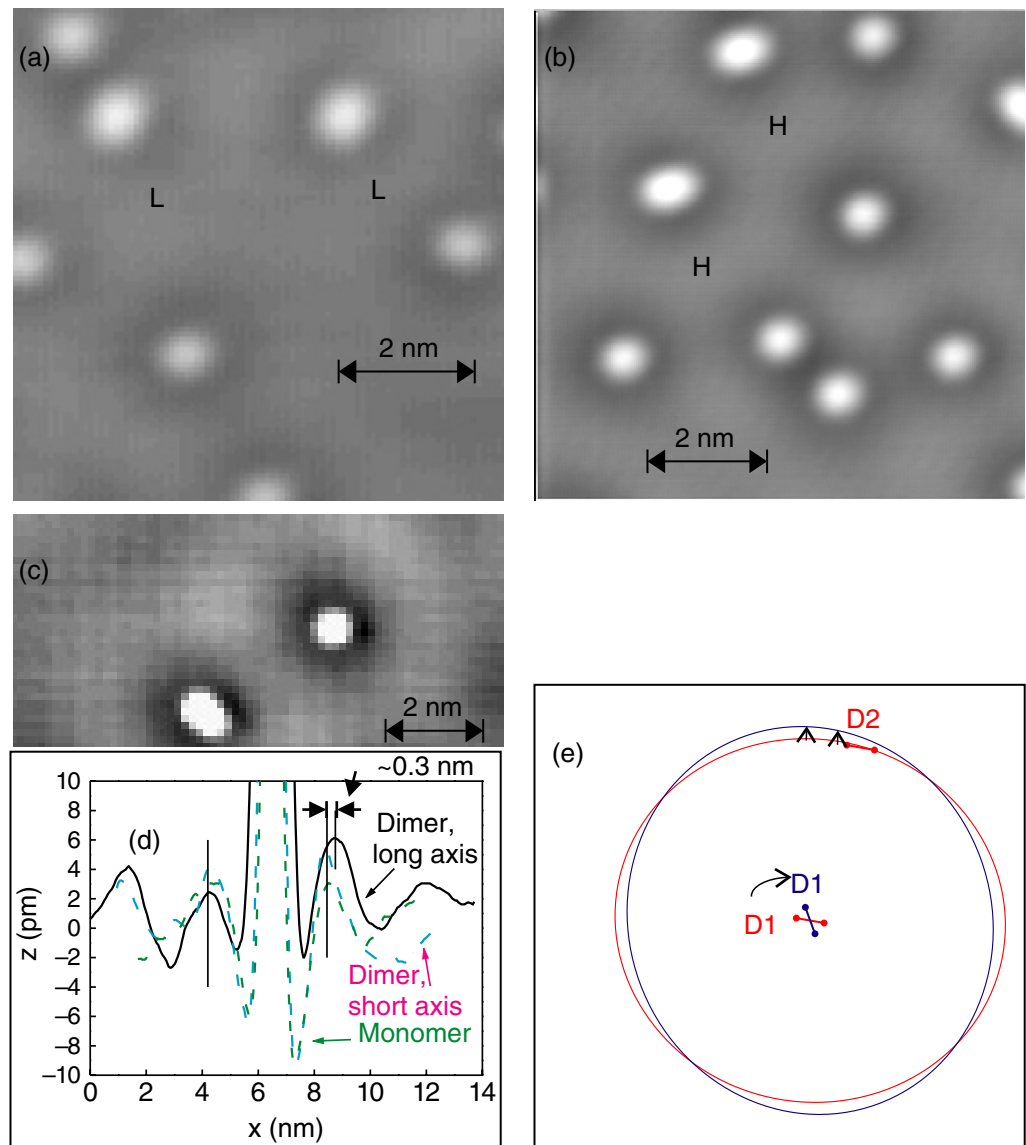 (a)
L
L
2 nm
(b)
H
H
2 nm
(c)
2 nm
~0.3 nm
(d)
Dimer,
long axis
Dimer,
short axis
Monomer
z (pm)
10
8
6
4
2
0
–2
–4
–6
–8
–10
0 2 4 6 8 10 12 14
x (nm)
(e)
D2
D1
D1